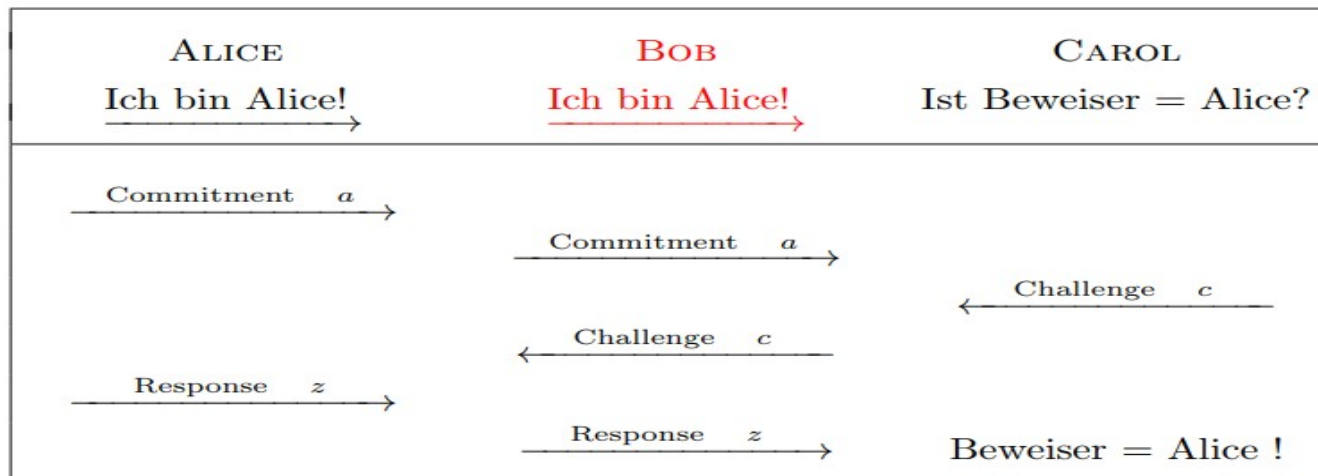 ALICE BOB CAROL
Ich bin Alice! Ich bin Alice! Ist Beweiser = Alice?
Commitment a
Commitment a
Challenge c
Challenge c
Response z
Response z Beweiser = Alice !